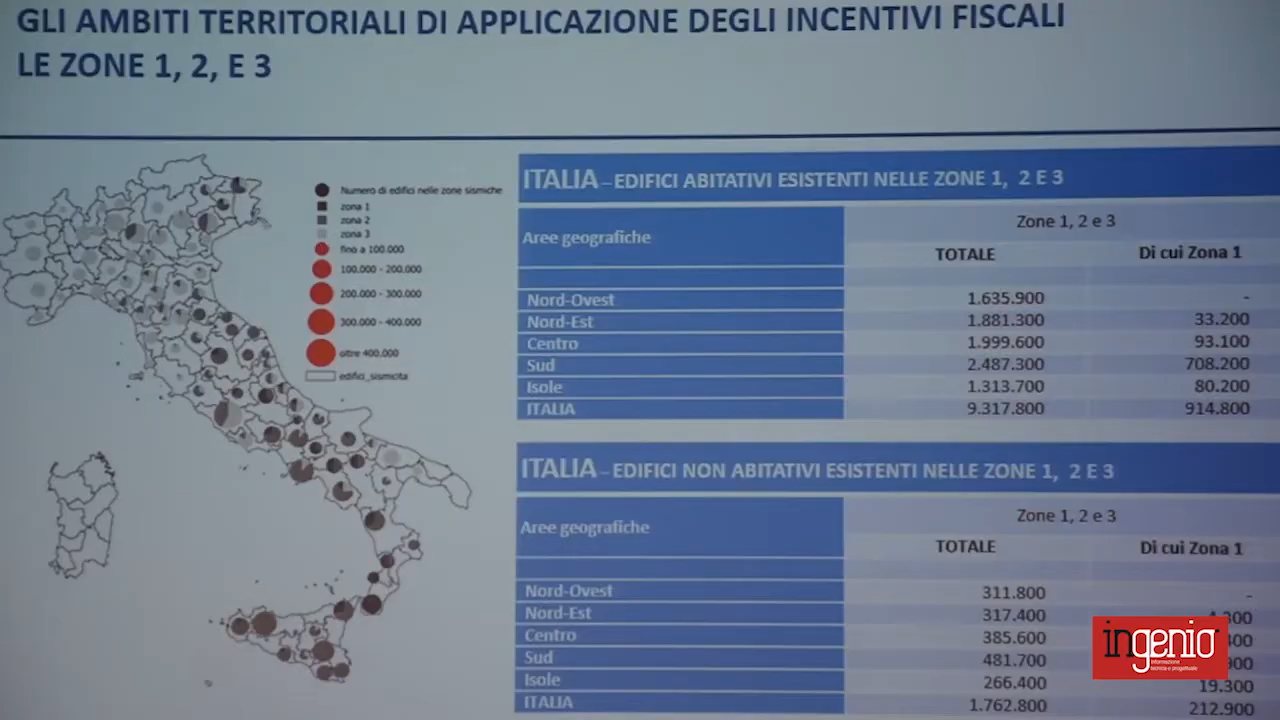 GLI AMBITI TERRITORIALI DI APPLICAZIONE DEGLI INCENTIVI FISCALI
LE ZONE 1, 2, E 3
Numero di edifici nelle zone sismiche
zona 1
zona 2
zona 3
fino a 100.000
100.000 - 200.000
200.000 - 300.000
300.000 - 400.000
oltre 400.000
edifici_sismicita
ITALIA – EDIFICI ABITATIVI ESISTENTI NELLE ZONE 1, 2 E 3
Aree geografiche
Zone 1, 2 e 3
TOTALE Di cui Zona 1
Nord-Ovest 1.635.900 -
Nord-Est 1.881.300 33.200
Centro 1.999.600 93.100
Sud 2.487.300 708.200
Isole 1.313.700 80.200
ITALIA 9.317.800 914.800
ITALIA – EDIFICI NON ABITATIVI ESISTENTI NELLE ZONE 1, 2 E 3
Aree geografiche
Zone 1, 2 e 3
TOTALE Di cui Zona 1
Nord-Ovest 311.800 -
Nord-Est 317.400
Centro 385.600
Sud 481.700
Isole 266.400 19.300
ITALIA 1.762.800 212.900
ingenio
informazione
tecnica e progettuale